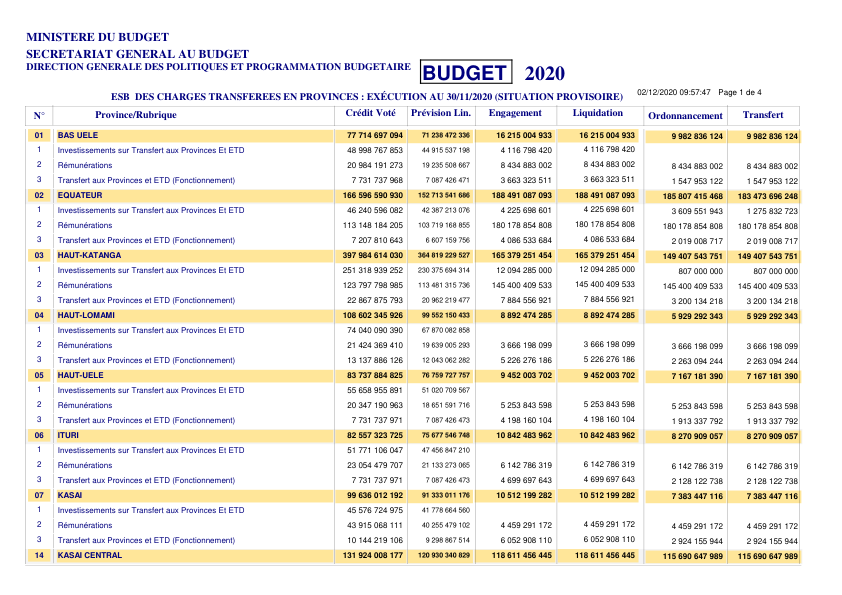 MINISTERE DU BUDGET
SECRETARIAT GENERAL AU BUDGET
DIRECTION GENERALE DES POLITIQUES ET PROGRAMMATION BUDGETAIRE
BUDGET 2020
ESB DES CHARGES TRANSFEREES EN PROVINCES : EXÉCUTION AU 30/11/2020 (SITUATION PROVISOIRE)
02/12/2020 09:57:47 Page 1 de 4
N° Province/Rubrique Crédit Voté Prévision Lin. Engagement Liquidation Ordonnancement Transfert
01 BAS UELE 77 714 697 094 71 238 472 336 16 215 004 933 16 215 004 933 9 982 836 124 9 982 836 124
1 Investissements sur Transfert aux Provinces Et ETD 48 998 767 853 44 915 537 198 4 116 798 420 4 116 798 420
2 Rémunérations 20 984 191 273 19 235 508 667 8 434 883 002 8 434 883 002 8 434 883 002 8 434 883 002
3 Transfert aux Provinces et ETD (Fonctionement) 7 731 737 968 7 087 426 471 3 663 323 511 3 663 323 511 1 547 953 122 1 547 953 122
02 EQUATEUR 166 596 590 930 152 713 541 686 188 491 087 093 188 491 087 093 185 807 415 468 183 473 696 248
1 Investissements sur Transfert aux Provinces Et ETD 46 240 596 082 42 387 213 076 4 225 698 601 4 225 698 601 3 609 551 943 1 275 832 723
2 Rémunérations 113 148 184 205 103 719 168 855 180 178 854 808 180 178 854 808 180 178 854 808 180 178 854 808
3 Transfert aux Provinces et ETD (Fonctionement) 7 207 810 643 6 607 159 756 4 086 533 684 4 086 533 684 2 019 008 717 2 019 008 717
03 HAUT-KATANGA 397 984 614 030 364 819 229 527 165 379 251 454 165 379 251 454 149 407 543 751 149 407 543 751
1 Investissements sur Transfert aux Provinces Et ETD 251 318 939 252 230 375 694 314 12 094 285 000 12 094 285 000 807 000 000 807 000 000
2 Rémunérations 123 797 798 985 113 481 315 736 145 400 409 533 145 400 409 533 145 400 409 533 145 400 409 533
3 Transfert aux Provinces et ETD (Fonctionement) 22 867 875 793 20 962 219 477 7 884 556 921 7 884 556 921 3 200 134 218 3 200 134 218
04 HAUT-LOMAMI 108 602 345 926 99 552 150 433 8 892 474 285 8 892 474 285 5 929 292 343 5 929 292 343
1 Investissements sur Transfert aux Provinces Et ETD 74 040 090 390 67 870 082 858
2 Rémunérations 21 424 369 410 19 639 005 293 3 666 198 099 3 666 198 099 3 666 198 099 3 666 198 099
3 Transfert aux Provinces et ETD (Fonctionement) 13 137 886 126 12 043 062 282 5 226 276 186 5 226 276 186 2 263 094 244 2 263 094 244
05 HAUT-UELE 83 737 884 825 76 759 727 757 9 452 003 702 9 452 003 702 7 167 181 390 7 167 181 390
1 Investissements sur Transfert aux Provinces Et ETD 55 658 955 891 51 020 709 567
2 Rémunérations 20 347 190 963 18 651 591 716 5 253 843 598 5 253 843 598 5 253 843 598 5 253 843 598
3 Transfert aux Provinces et ETD (Fonctionement) 7 731 737 971 7 087 426 473 4 198 160 104 4 198 160 104 1 913 337 792 1 913 337 792
06 ITURI 82 557 323 725 75 677 546 748 10 842 483 962 10 842 483 962 8 270 909 057 8 270 909 057
1 Investissements sur Transfert aux Provinces Et ETD 51 771 106 047 47 456 847 210
2 Rémunérations 23 054 479 707 21 133 273 065 6 142 786 319 6 142 786 319 6 142 786 319 6 142 786 319
3 Transfert aux Provinces et ETD (Fonctionement) 7 731 737 971 7 087 426 473 4 699 697 643 4 699 697 643 2 128 122 738 2 128 122 738
07 KASAI 99 636 012 192 91 333 011 176 10 512 199 282 10 512 199 282 7 383 447 116 7 383 447 116
1 Investissements sur Transfert aux Provinces Et ETD 45 576 724 975 41 778 664 560
2 Rémunérations 43 915 068 111 40 255 479 102 4 459 291 172 4 459 291 172 4 459 291 172 4 459 291 172
3 Transfert aux Provinces et ETD (Fonctionement) 10 144 219 106 9 298 867 514 6 052 908 110 6 052 908 110 2 924 155 944 2 924 155 944
14 KASAI CENTRAL 131 924 008 177 120 930 340 829 118 611 456 445 118 611 456 445 115 690 647 989 115 690 647 989